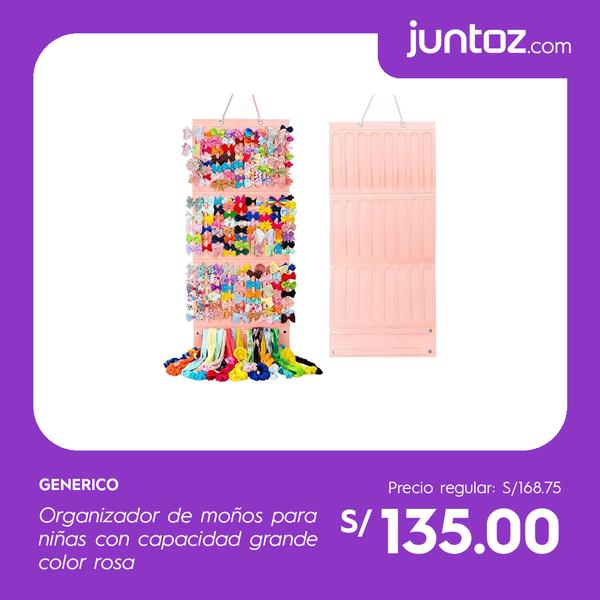 juntoz.com
GENERICO
Organizador de moños para
niñas con capacidad grande
color rosa
Precio regular: S/168.75
S/135.00